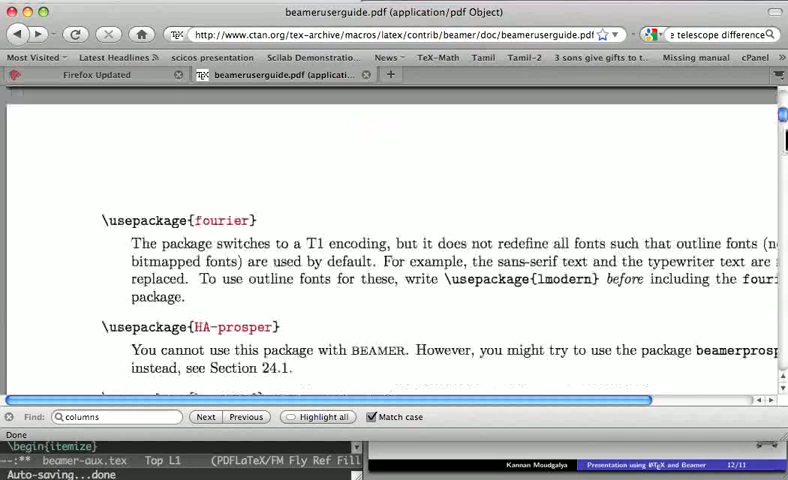 beameruserguide.pdf (application/pdf Object)
http://www.ctan.org/tex-archive/macros/latex/contrib/beamer/doc/beameruserguide.pdf
e telescope difference
Most Visited Latest Headlines scicos presentation Scilab Demonstratio... News TeX-Math Tamil Tamil-2 3 sons give gifts to t... Missing manual cPanel
Firefox Updated
beameruserguide.pdf (applicati...
\usepackage{fourier}
The package switches to a T1 encoding, but it does not redefine all fonts such that outline fonts (n
bitmapped fonts) are used by default. For example, the sans-serif text and the typewriter text are
replaced. To use outline fonts for these, write \usepackage{lmodern} before including the four
package.
\usepackage{HA-prosper}
You cannot use this package with BEAMER. However, you might try to use the package beamerprosp
instead, see Section 24.1.
Find: columns Next Previous Highlight all Match case
Done
\begin{itemize}
--:** beamer-aux.tex Top L1 (PDFLaTeX/FM Fly Ref Fill
Auto-saving...done
Kannan Moudgalya Presentation using LATEX and Beamer 12/11